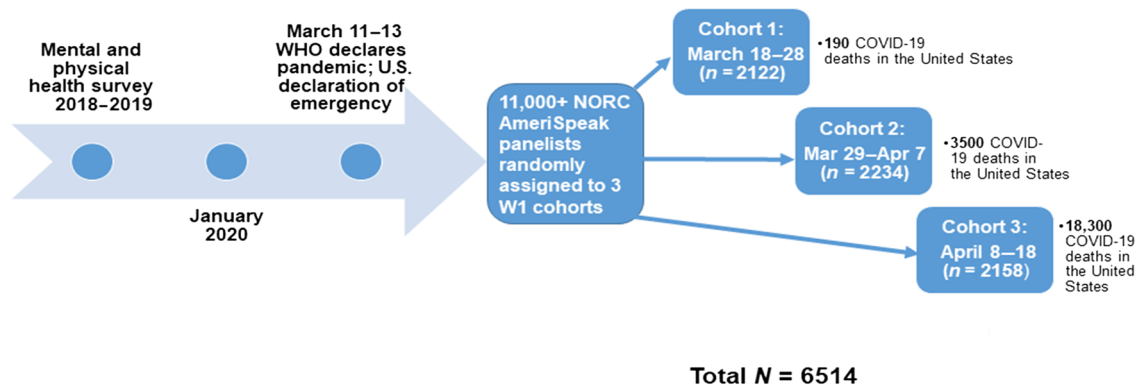 Mental and
physical
health survey
2018–2019
January
2020
March 11–13
WHO declares
pandemic; U.S.
declaration of
emergency
11,000+ NORC
AmeriSpeak
panelists
randomly
assigned to 3
W1 cohorts
Cohort 1:
March 18–28
(n = 2122)
•190 COVID-19
deaths in the United States
Cohort 2:
Mar 29–Apr 7
(n = 2234)
•3500 COVID-
19 deaths in
the United States
Cohort 3:
April 8–18
(n = 2158)
•18,300
COVID-19
deaths in
the United
States
Total N = 6514